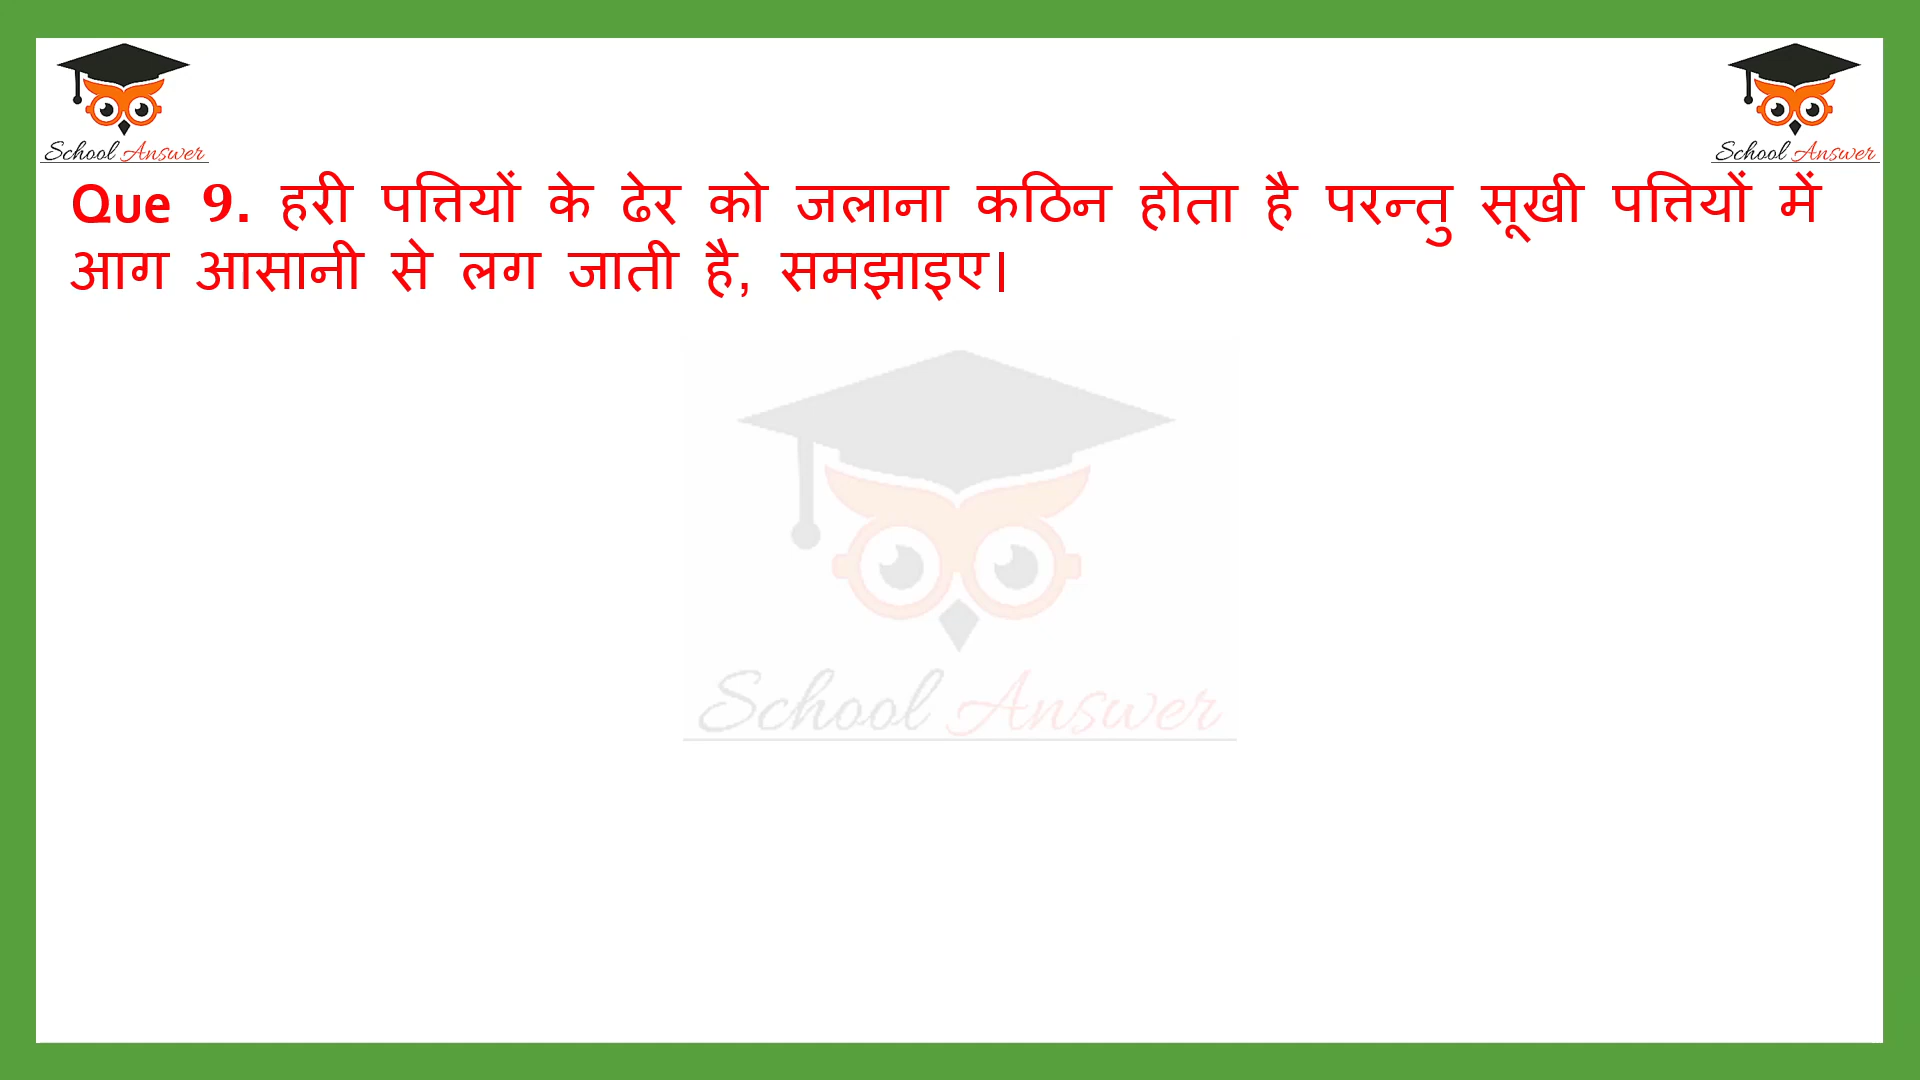 School Answer School Answer
Que 9. हरी पत्तियों के ढेर को जलाना कठिन होता है परन्तु सूखी पत्तियों में
आग आसानी से लग जाती है, समझाइए।
School Answer